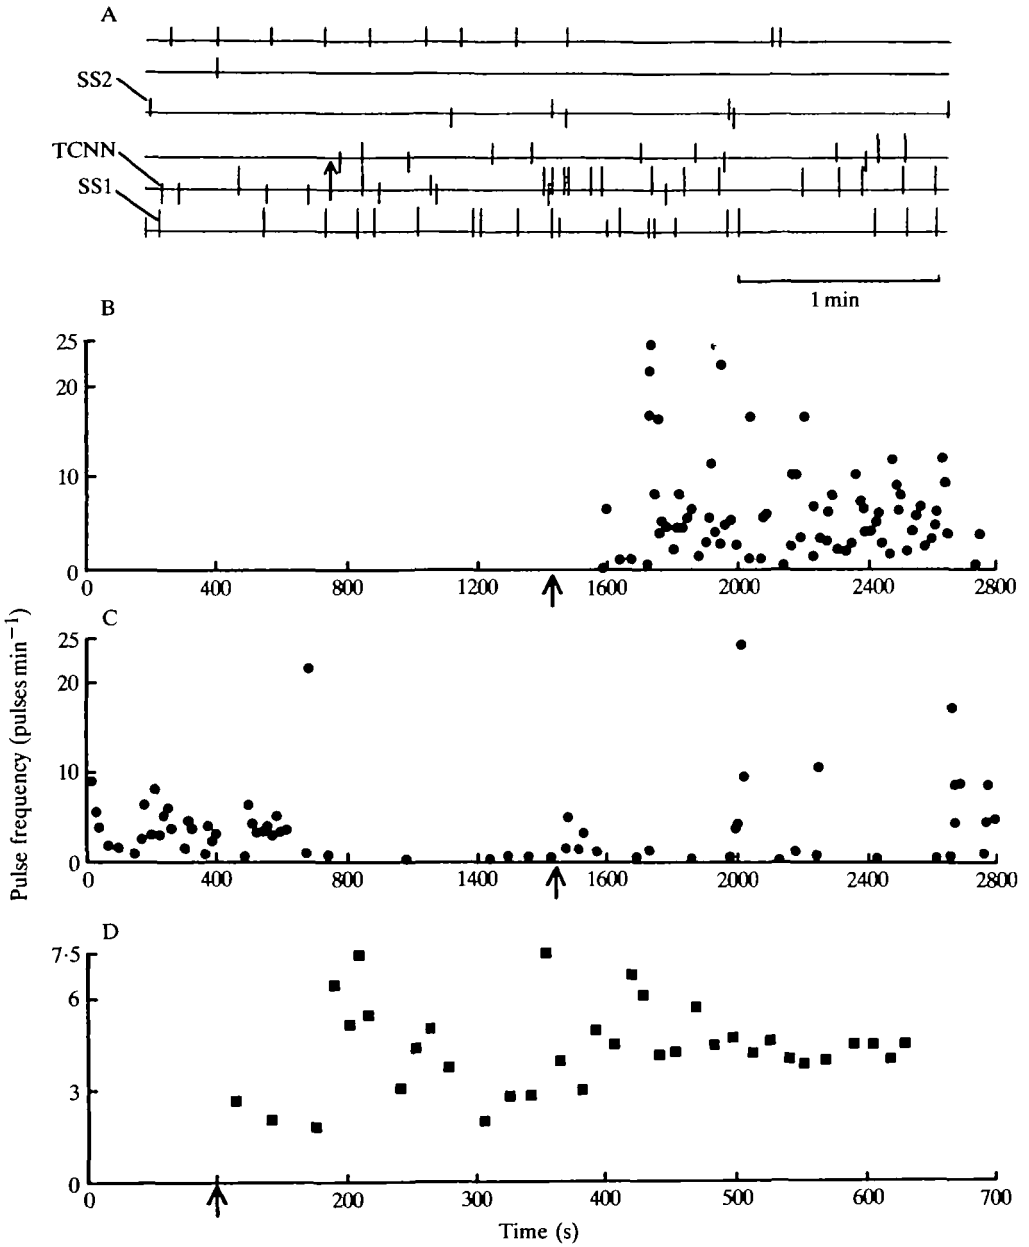 A
SS2
TCNN
SS1
1 min
B
25
20
10
0
0 400 800 1200 1600 2000 2400 2800
C
25
20
10
0
0 400 800 1400 1600 2000 2400 2800
Pulse frequency (pulses min−1)
D
7·5
6
3
0
0 200 300 400 500 600 700
Time (s)